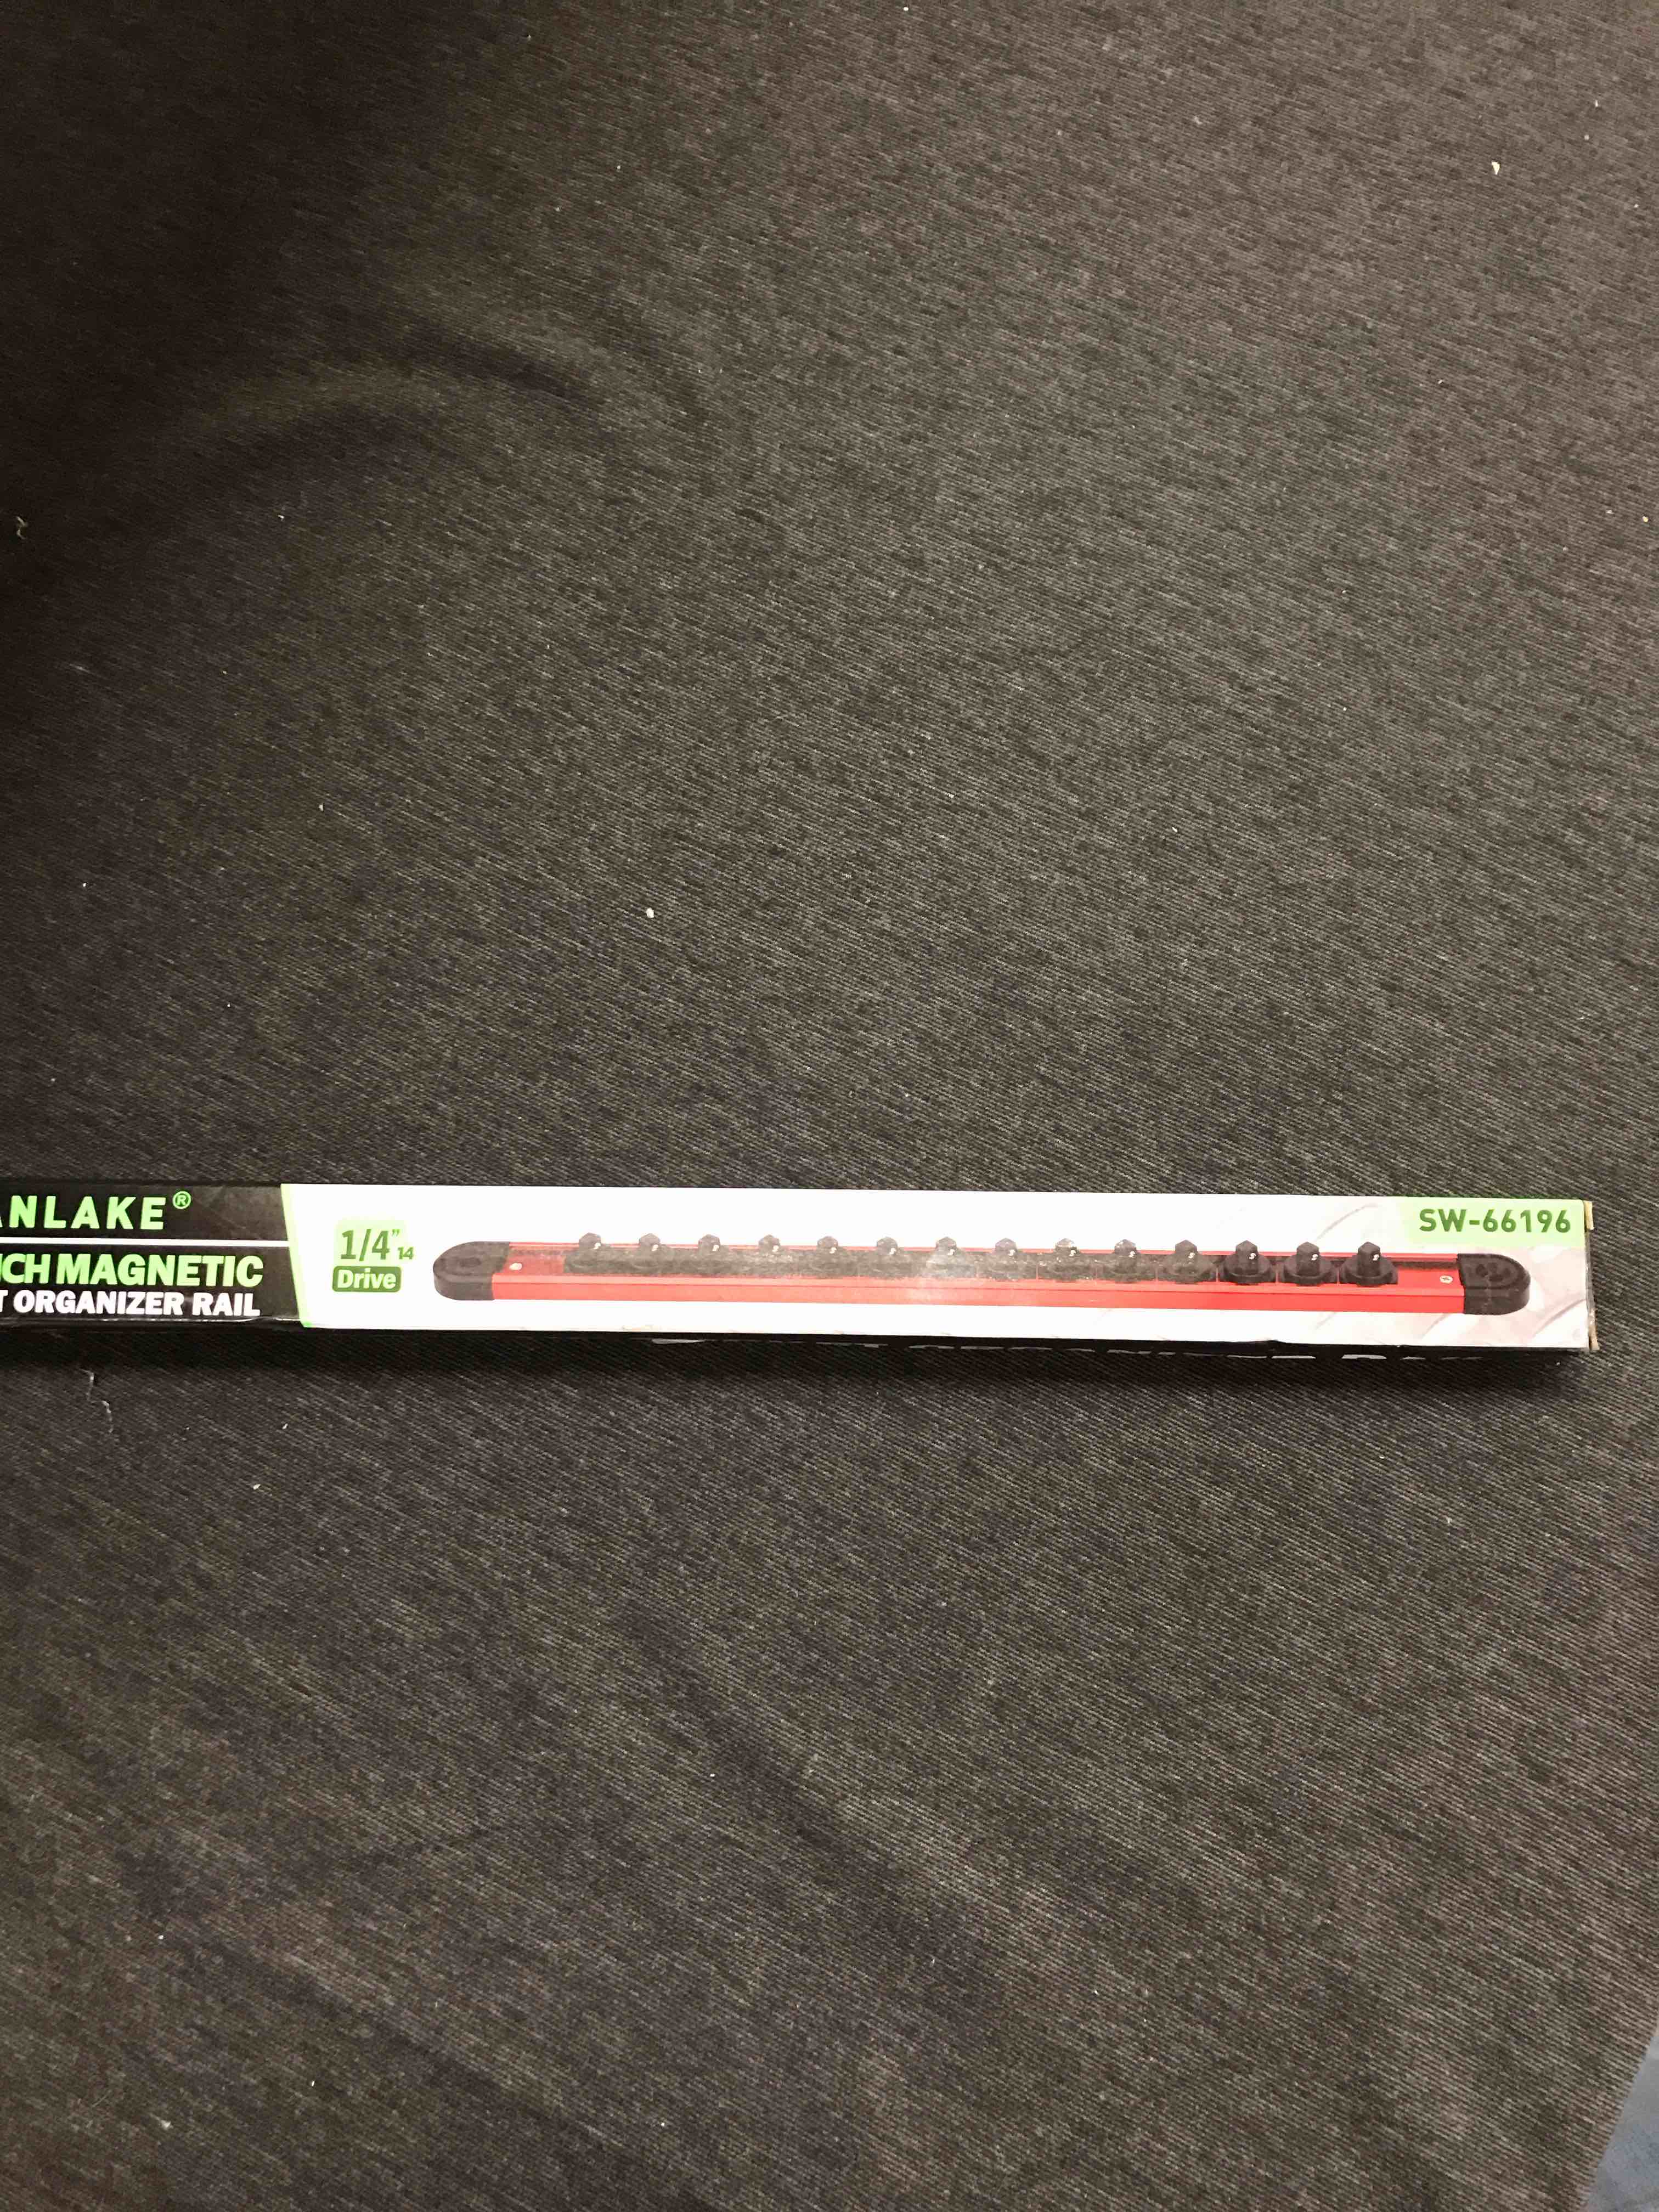 ANLAKE®
ICH MAGNETIC
T ORGANIZER RAIL
1/4" 14
Drive
SW-66196